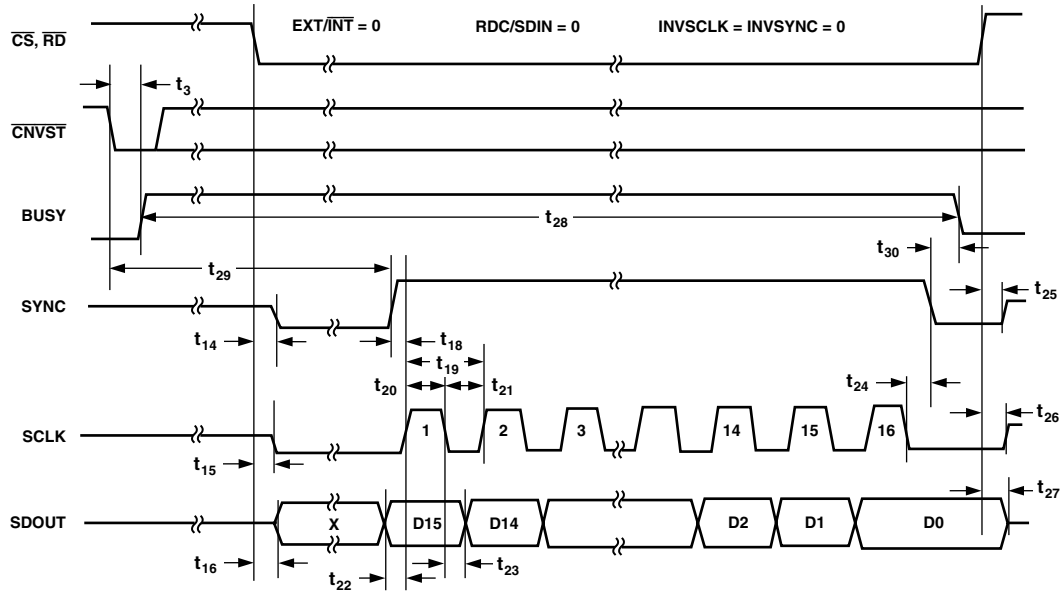 EXT/INT = 0 RDC/SDIN = 0 INVSCLK = INVSYNC = 0
CS, RD
t3
CNVST
BUSY
t28
t30
t29
t25
SYNC
t14
t18
t19
t20 t21
t24
t26
SCLK
1 2 3 14 15 16
t15
t27
SDOUT
X D15 D14 D2 D1 D0
t16
t22
t23